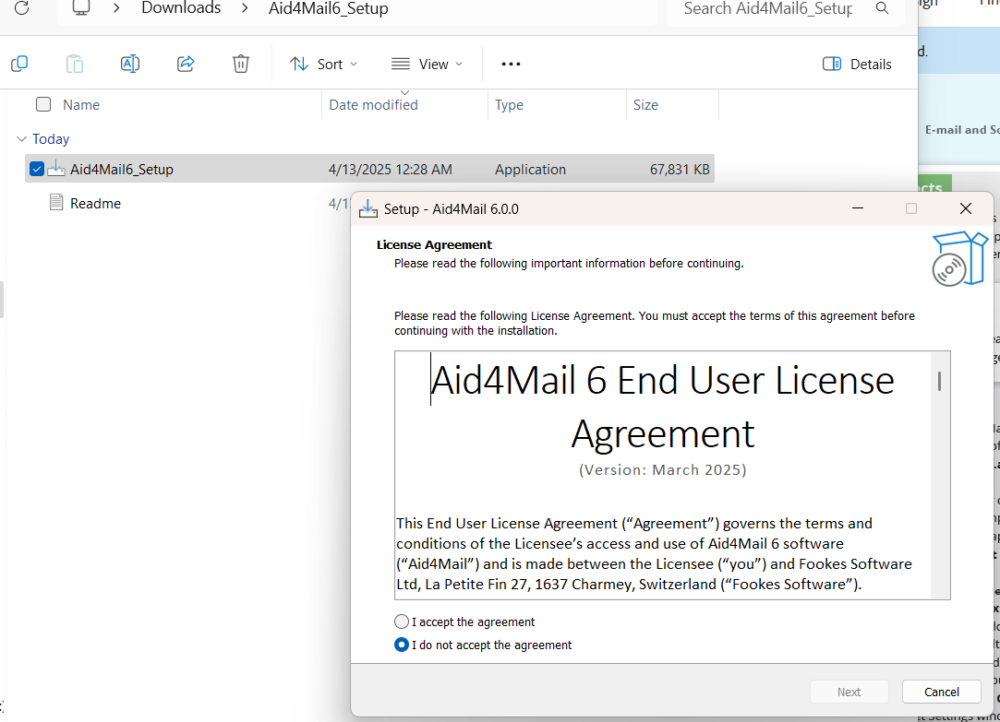 Downloads > Aid4Mail6_Setup
Search Aid4Mail6_Setup
Sort
View
Details
d.
Name
Date modified
Type
Size
E-mail and Sc
Today
Aid4Mail6_Setup 4/13/2025 12:28 AM Application 67,831 KB
Readme 4/1
Setup - Aid4Mail 6.0.0
License Agreement
Please read the following important information before continuing.
Please read the following License Agreement. You must accept the terms of this agreement before
continuing with the installation.
Aid4Mail 6 End User License
Agreement
(Version: March 2025)
This End User License Agreement (“Agreement”) governs the terms and
conditions of the Licensee’s access and use of Aid4Mail 6 software
(“Aid4Mail”) and is made between the Licensee (“you”) and Fookes Software
Ltd, La Petite Fin 27, 1637 Charmey, Switzerland (“Fookes Software”).
I accept the agreement
I do not accept the agreement
Next
Cancel